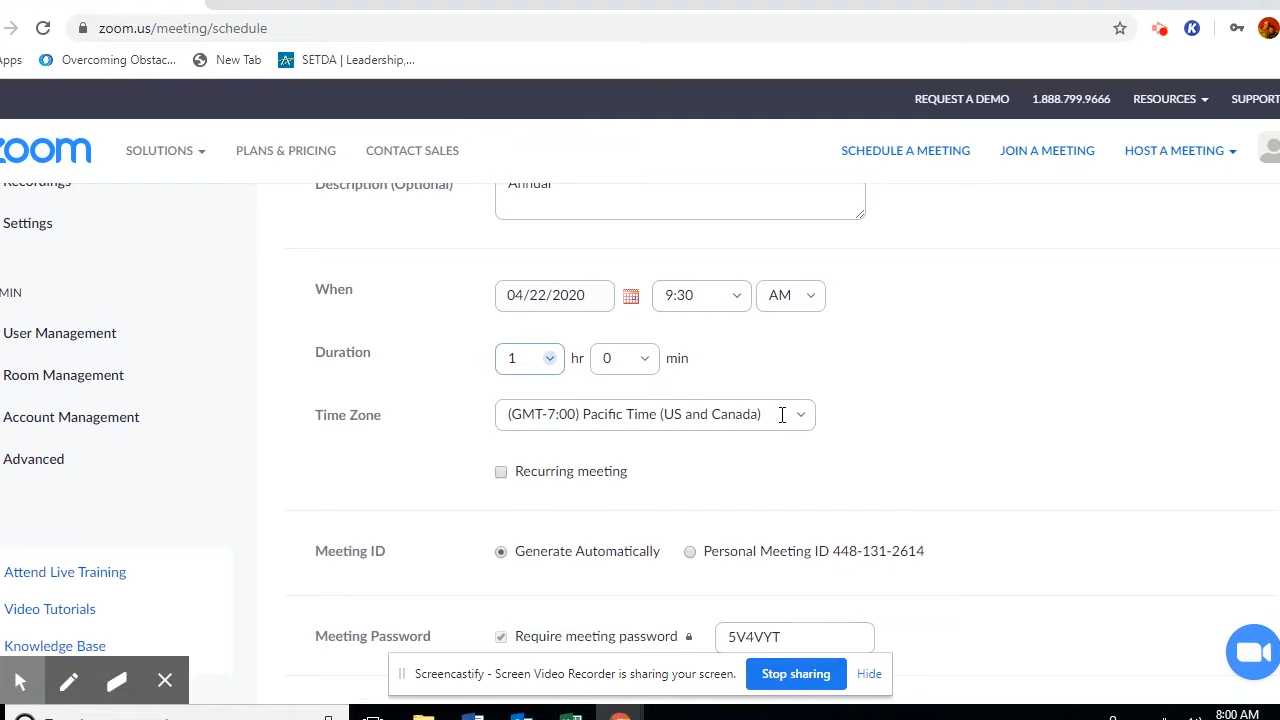 zoom.us/meeting/schedule
Apps Overcoming Obstac... New Tab SETDA | Leadership,...
REQUEST A DEMO 1.888.799.9666 RESOURCES SUPPORT
zoom SOLUTIONS PLANS & PRICING CONTACT SALES SCHEDULE A MEETING JOIN A MEETING HOST A MEETING
Recordings
Settings
MIN
User Management
Room Management
Account Management
Advanced
Attend Live Training
Video Tutorials
Knowledge Base
Description (Optional) Annual
When 04/22/2020 9:30 AM
Duration 1 hr 0 min
Time Zone (GMT-7:00) Pacific Time (US and Canada)
Recurring meeting
Meeting ID Generate Automatically Personal Meeting ID 448-131-2614
Meeting Password Require meeting password 5V4VYT
Screencastify - Screen Video Recorder is sharing your screen. Stop sharing Hide
8:00 AM